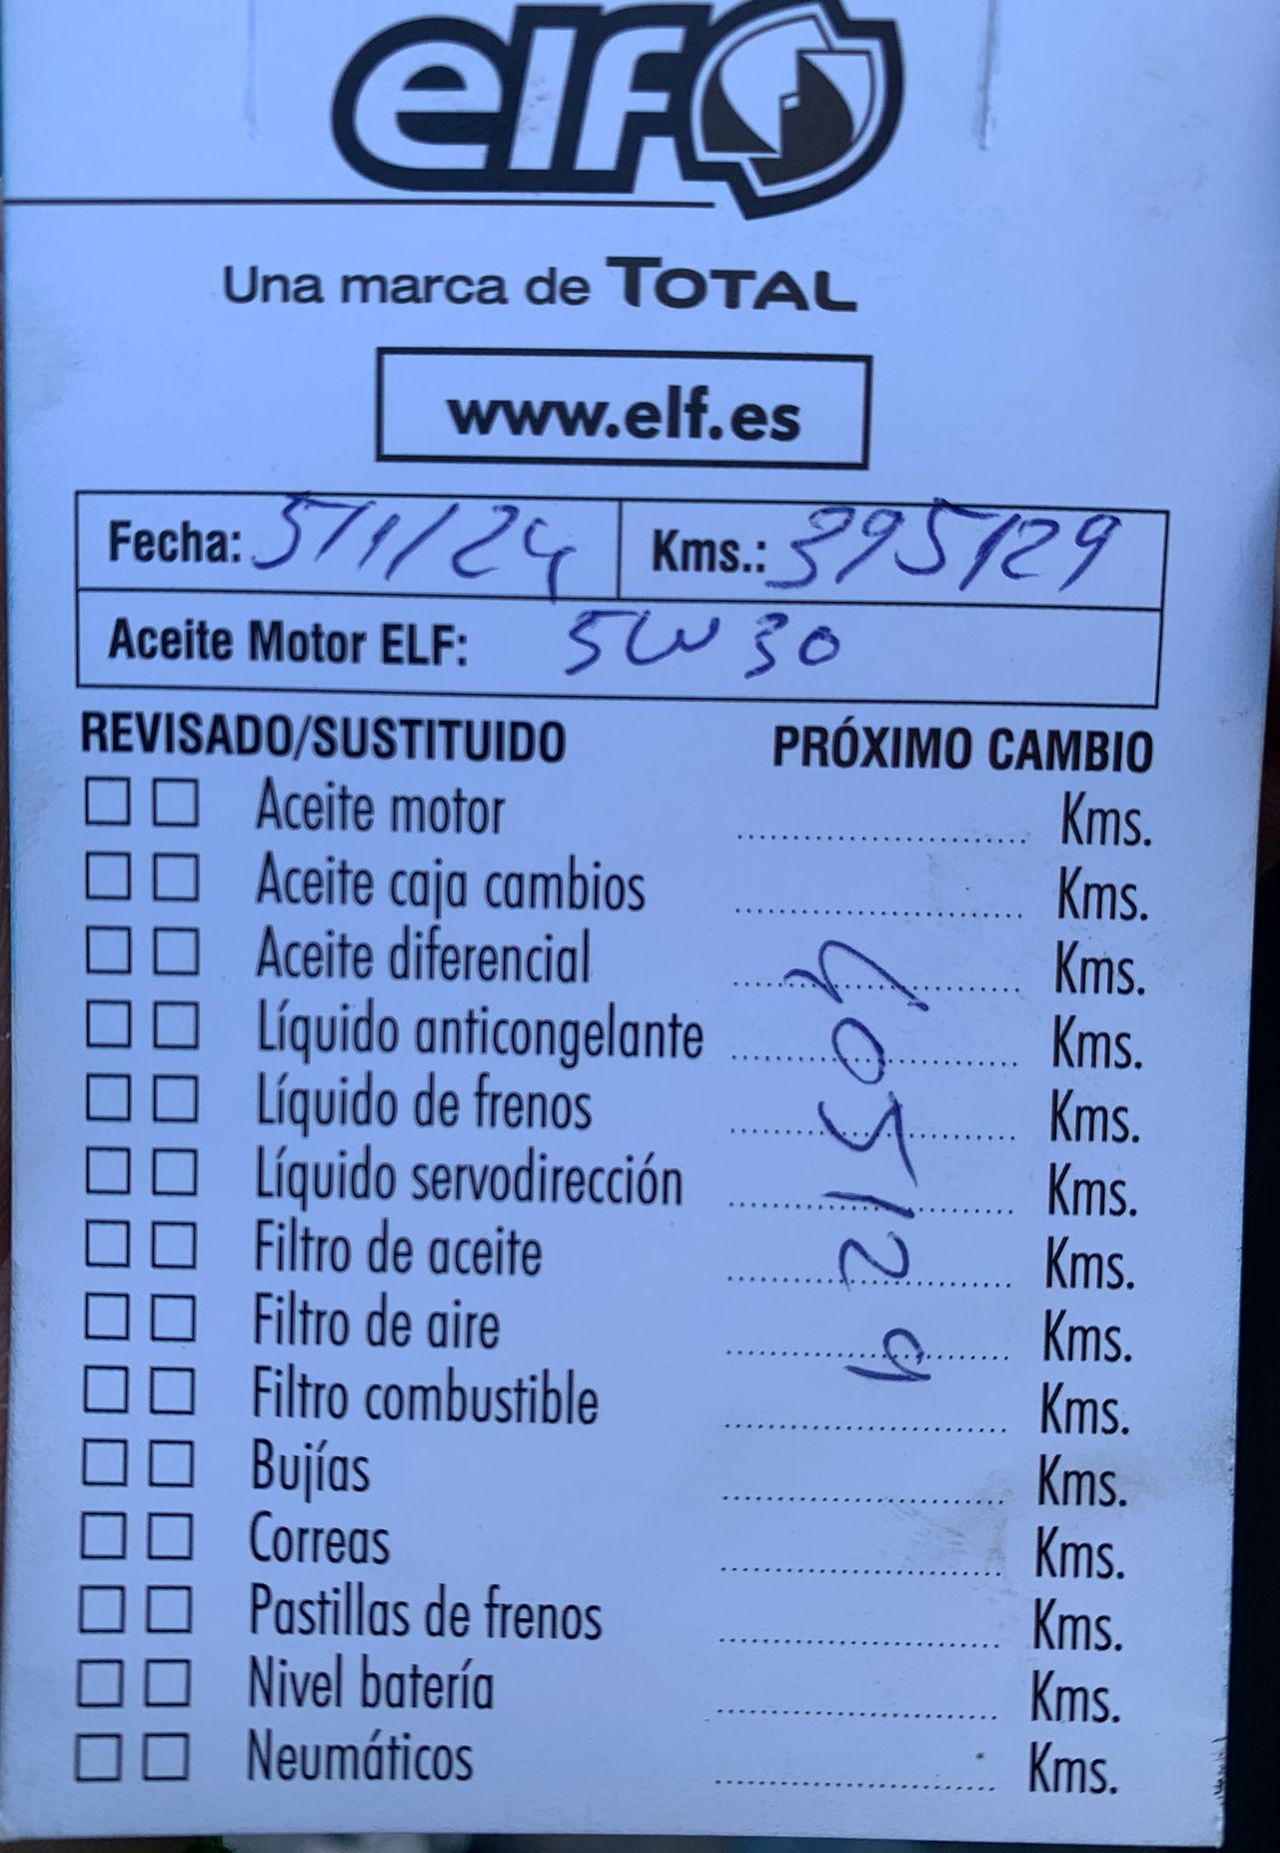 elf
Una marca de TOTAL
www.elf.es
Fecha: 5/1/24 Kms.: 395129
Aceite Motor ELF: 5W30
REVISADO/SUSTITUIDO PRÓXIMO CAMBIO
Aceite motor Kms.
Aceite caja cambios Kms.
Aceite diferencial Kms.
Líquido anticongelante Kms.
Líquido de frenos Kms.
Líquido servodirección Kms.
Filtro de aceite Kms.
Filtro de aire Kms.
Filtro combustible Kms.
Bujías Kms.
Correas Kms.
Pastillas de frenos Kms.
Nivel batería Kms.
Neumáticos Kms.
405129